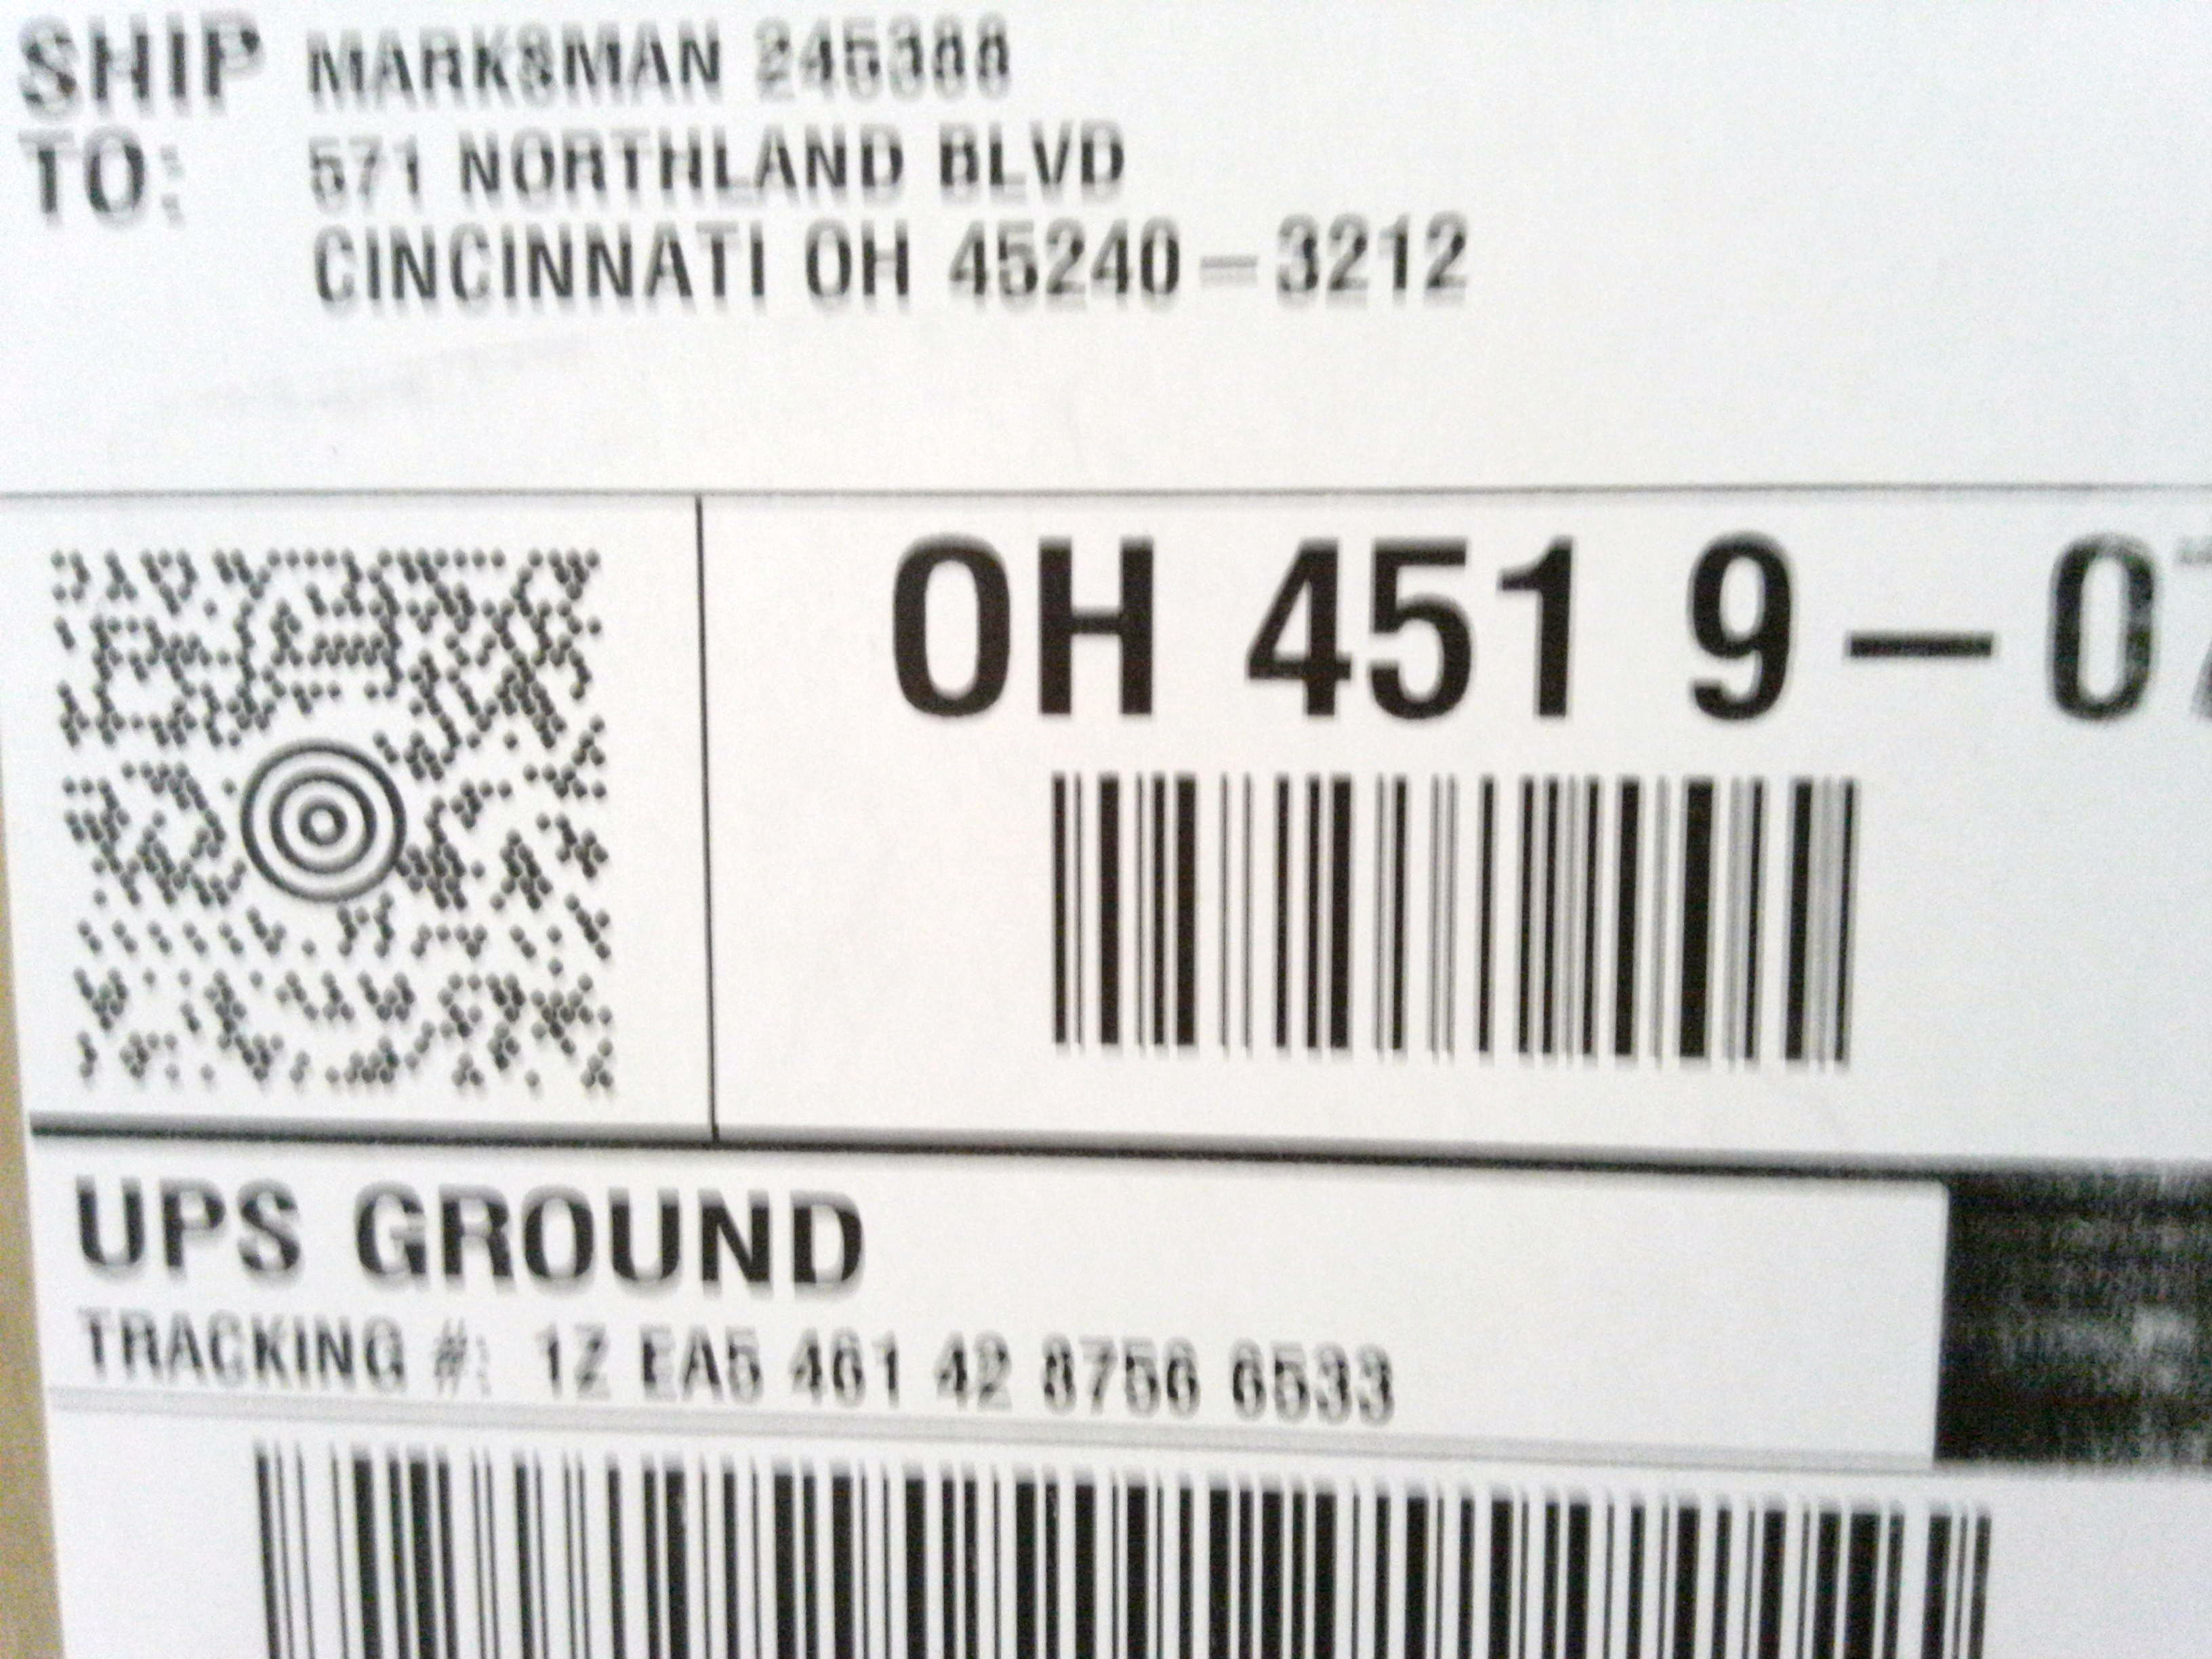 SHIP TO: MARKSMAN 245388
571 NORTHLAND BLVD
CINCINNATI OH 45240-3212
OH 451 9-07
UPS GROUND
TRACKING #: 1Z EA5 461 42 8756 6533